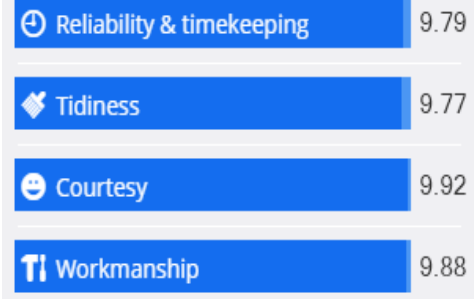 Reliability & timekeeping 9.79
Tidiness 9.77
Courtesy 9.92
Workmanship 9.88